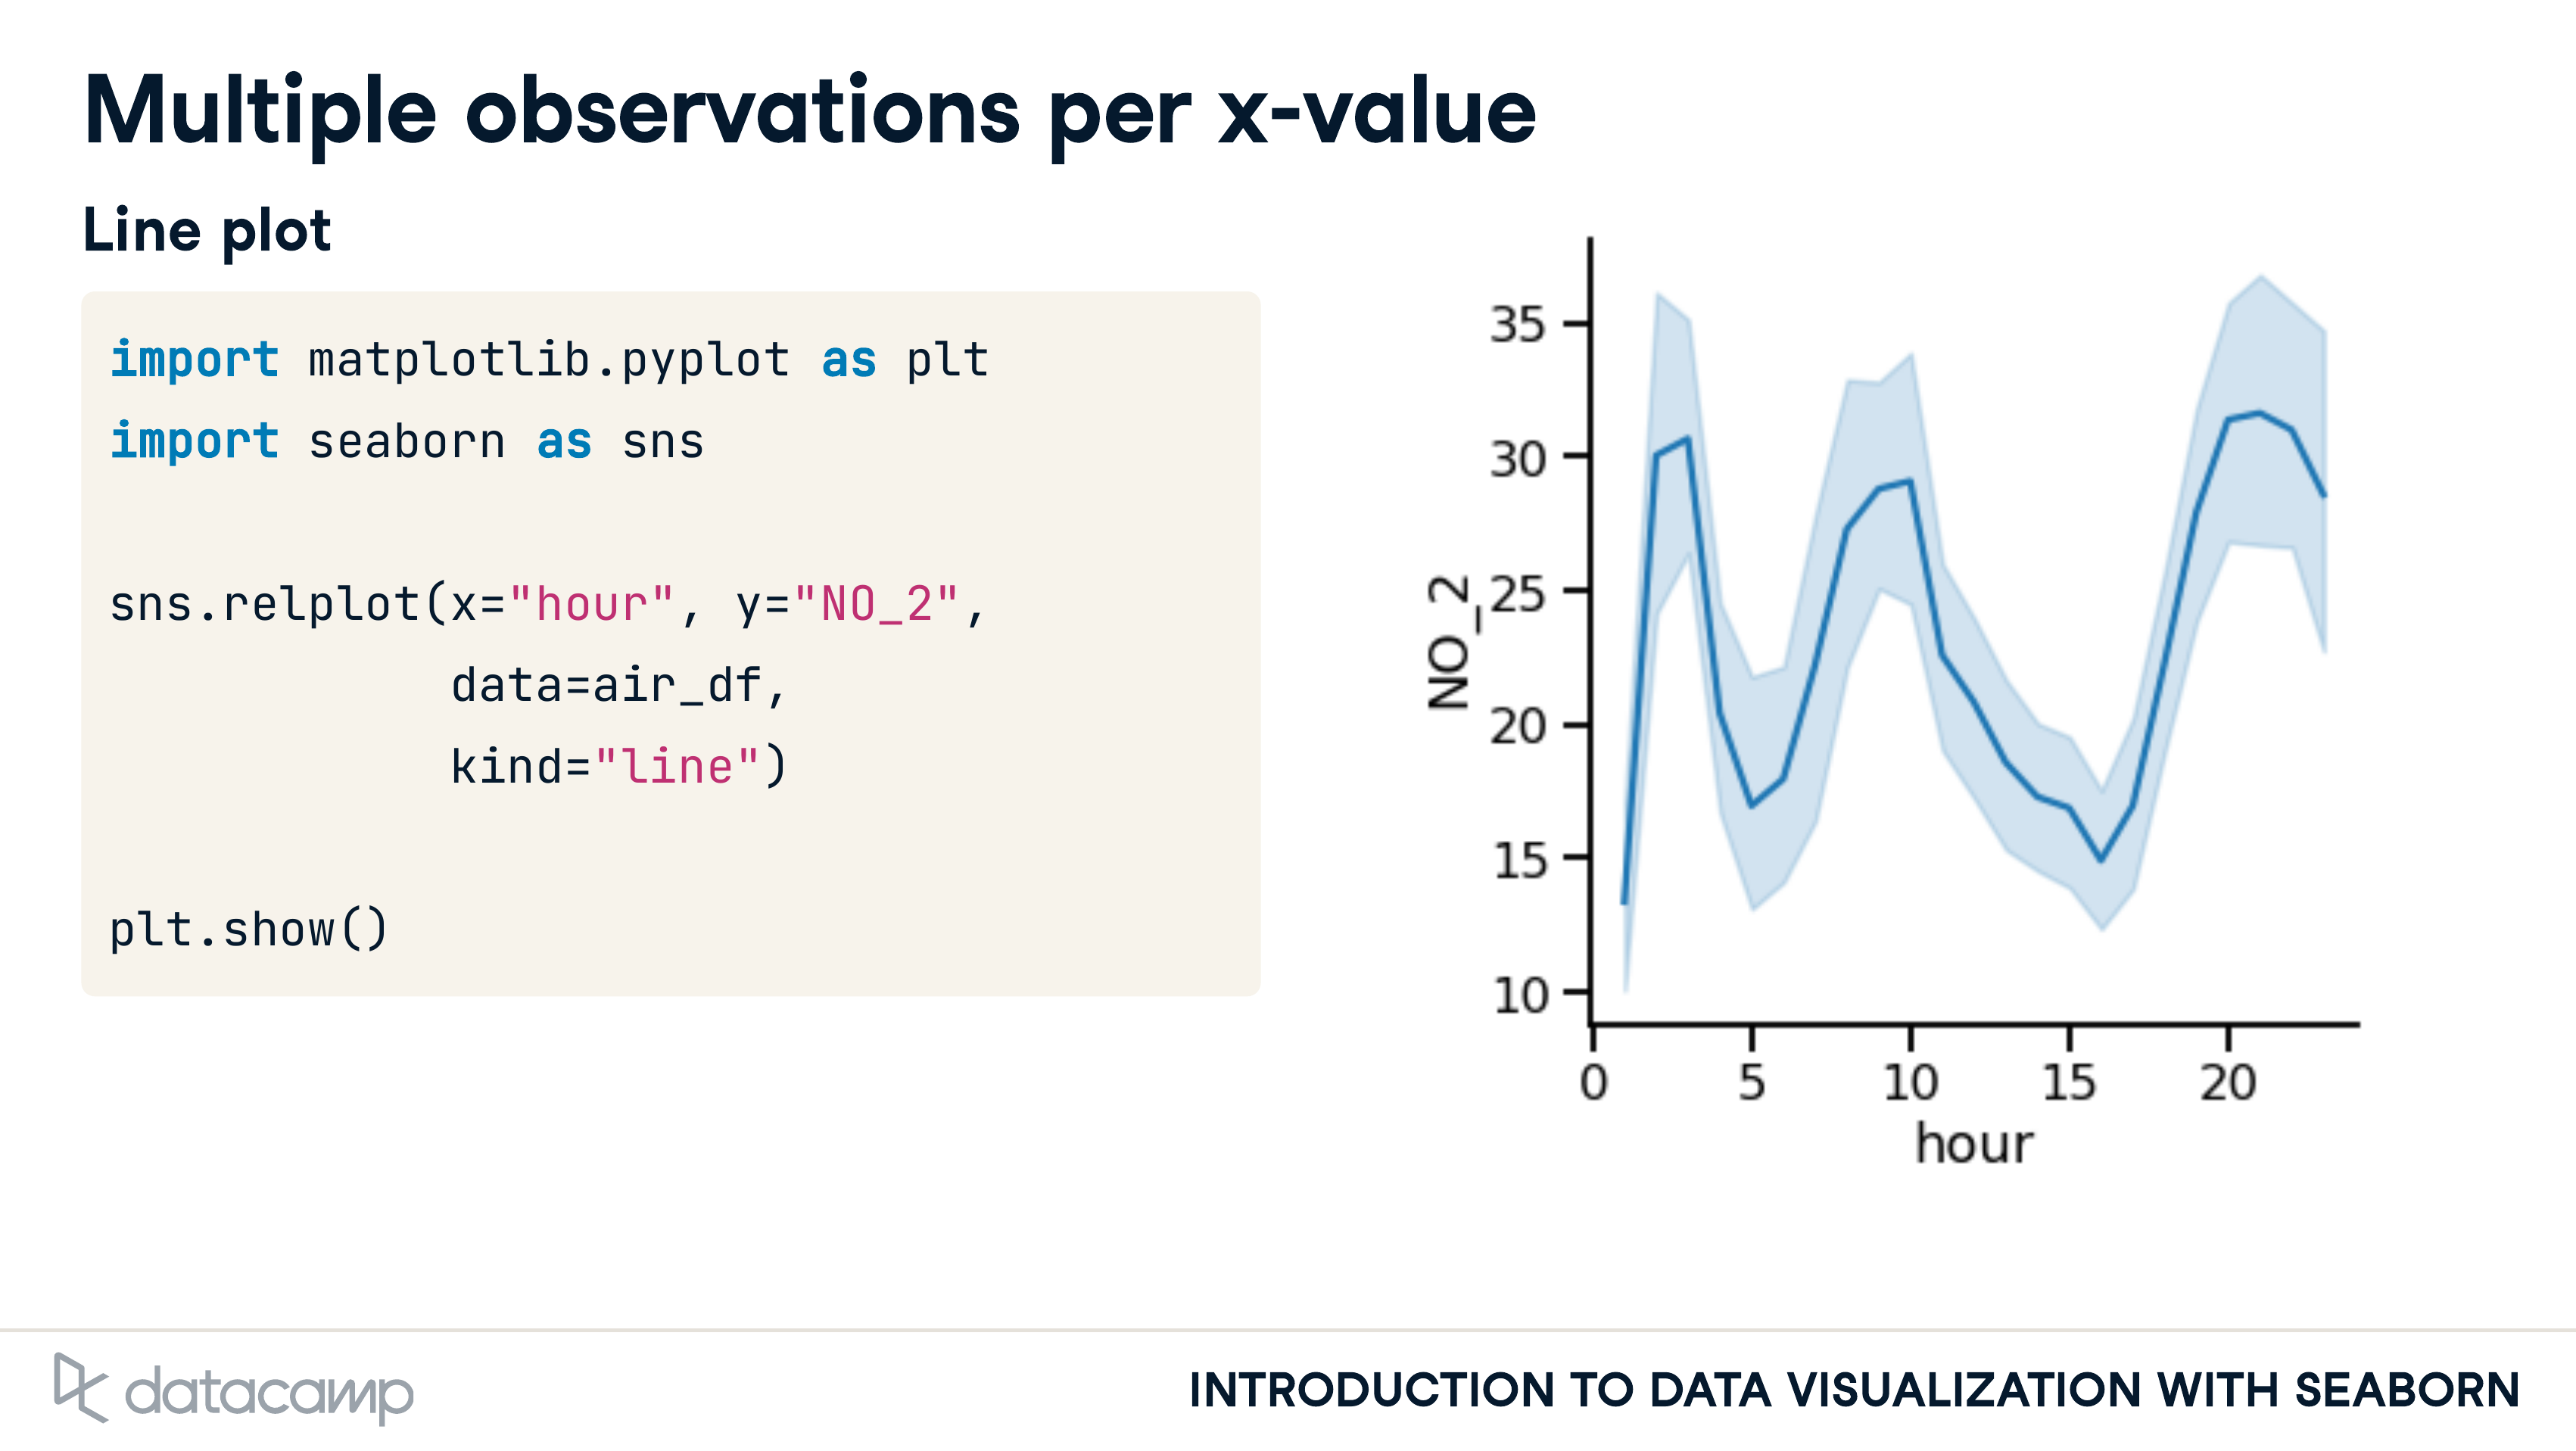 Multiple observations per x-value
Line plot
import matplotlib.pyplot as plt
import seaborn as sns
sns.relplot(x="hour", y="NO_2",
            data=air_df,
            kind="line")
plt.show()
NO_2
35
30
25
20
15
10
0 5 10 15 20
hour
datacamp
INTRODUCTION TO DATA VISUALIZATION WITH SEABORN